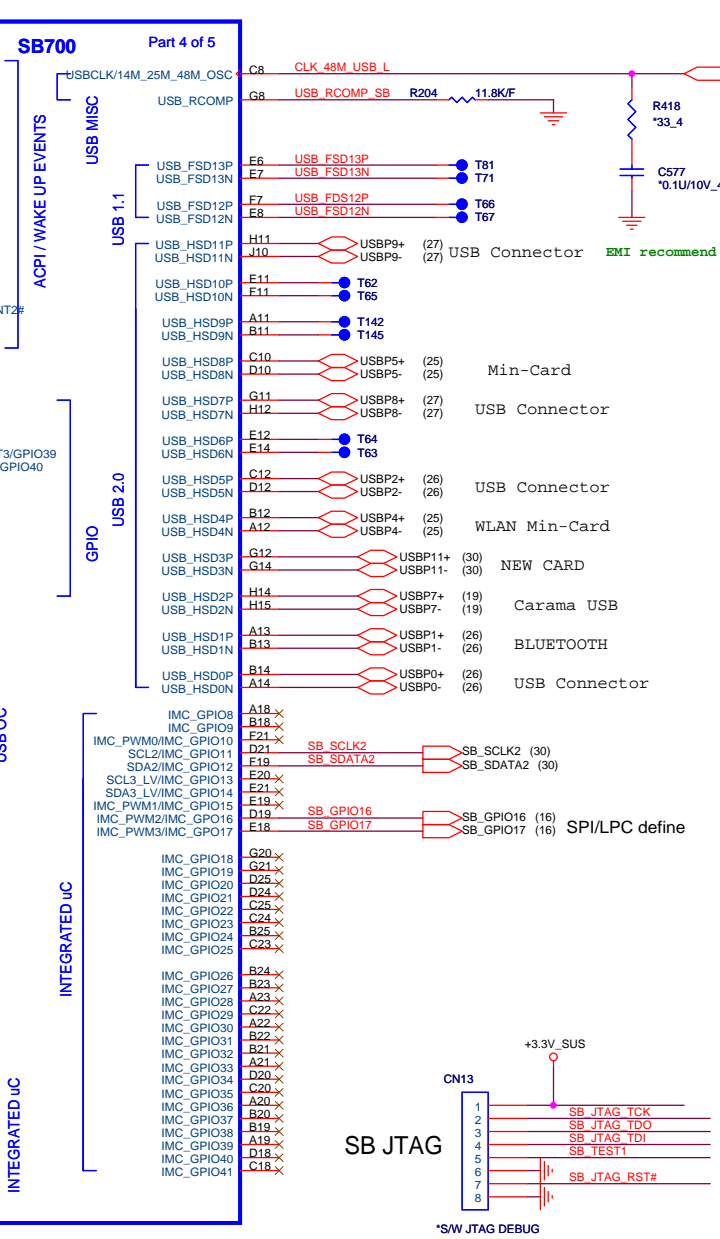 SB700 Part 4 of 5
USBCLK/14M_25M_48M_OSC C8 CLK_48M_USB_L
USB_RCOMP G8 USB_RCOMP_SB R204 11.8K/F
R418
*33_4
C577
*0.1U/10V_4
EMI recommend
ACPI / WAKE UP EVENTS
USB MISC
USB 1.1
USB_FSD13P E6 USB_FSD13P T81
USB_FSD13N E7 USB_FSD13N T71
USB_FSD12P F7 USB_FDS12P T66
USB_FSD12N E8 USB_FSD12N T67
USB_HSD11P H11 USBP9+ (27)
USB_HSD11N J10 USBP9- (27) USB Connector
USB_HSD10P E11 T62
USB_HSD10N F11 T65
NT2#
USB_HSD9P A11 T142
USB_HSD9N B11 T145
USB_HSD8P C10 USBP5+ (25)
USB_HSD8N D10 USBP5- (25) Min-Card
USB_HSD7P G11 USBP8+ (27)
USB_HSD7N H12 USBP8- (27) USB Connector
USB_HSD6P E12 T64
USB_HSD6N E14 T63
T3/GPIO39
GPIO40
USB 2.0
GPIO
USB_HSD5P C12 USBP2+ (26)
USB_HSD5N D12 USBP2- (26) USB Connector
USB_HSD4P B12 USBP4+ (25)
USB_HSD4N A12 USBP4- (25) WLAN Min-Card
USB_HSD3P G12 USBP11+ (30)
USB_HSD3N G14 USBP11- (30) NEW CARD
USB_HSD2P H14 USBP7+ (19)
USB_HSD2N H15 USBP7- (19) Carama USB
USB_HSD1P A13 USBP1+ (26)
USB_HSD1N B13 USBP1- (26) BLUETOOTH
USB_HSD0P B14 USBP0+ (26)
USB_HSD0N A14 USBP0- (26) USB Connector
USB OC
IMC_GPIO8 A18
IMC_GPIO9 B18
IMC_PWM0/IMC_GPIO10 F21
SCL2/IMC_GPIO11 D21 SB_SCLK2 SB_SCLK2 (30)
SDA2/IMC_GPIO12 F19 SB_SDATA2 SB_SDATA2 (30)
SCL3_LV/IMC_GPIO13 E20
SDA3_LV/IMC_GPIO14 E21
IMC_PWM1/IMC_GPIO15 E19
IMC_PWM2/IMC_GPO16 D19 SB_GPIO16 SB_GPIO16 (16)
IMC_PWM3/IMC_GPO17 E18 SB_GPIO17 SB_GPIO17 (16) SPI/LPC define
INTEGRATED uC
IMC_GPIO18 G20
IMC_GPIO19 G21
IMC_GPIO20 D25
IMC_GPIO21 D24
IMC_GPIO22 C25
IMC_GPIO23 C24
IMC_GPIO24 B25
IMC_GPIO25 C23
IMC_GPIO26 B24
IMC_GPIO27 B23
IMC_GPIO28 A23
IMC_GPIO29 C22
IMC_GPIO30 A22
IMC_GPIO31 B22
IMC_GPIO32 B21
IMC_GPIO33 A21
IMC_GPIO34 D20
IMC_GPIO35 C20
IMC_GPIO36 A20
IMC_GPIO37 B20
IMC_GPIO38 B19
IMC_GPIO39 A19
IMC_GPIO40 D18
IMC_GPIO41 C18
INTEGRATED uC
+3.3V_SUS
CN13
SB JTAG
1
2 SB_JTAG_TCK
3 SB_JTAG_TDO
4 SB_JTAG_TDI
5 SB_TEST1
6
7 SB_JTAG_RST#
8
*S/W JTAG DEBUG